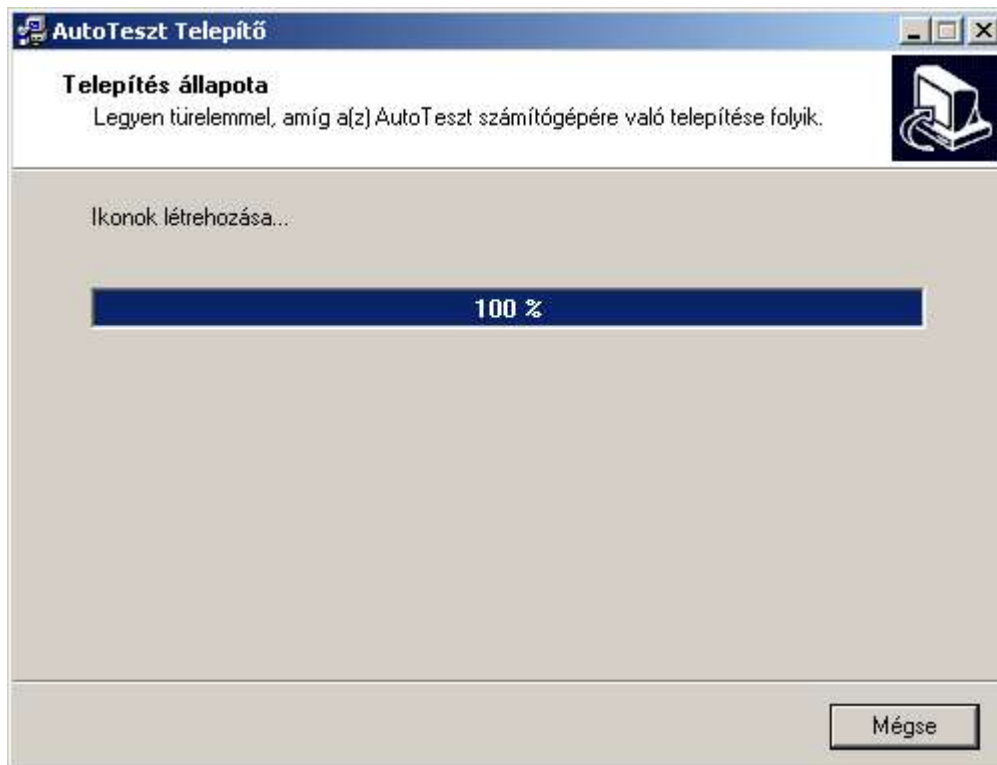 AutoTeszt Telepítő
Telepítés állapota
Legyen türelemmel, amíg a(z) AutoTeszt számítógépére való telepítése folyik.
Ikonok létrehozása...
100 %
Mégse